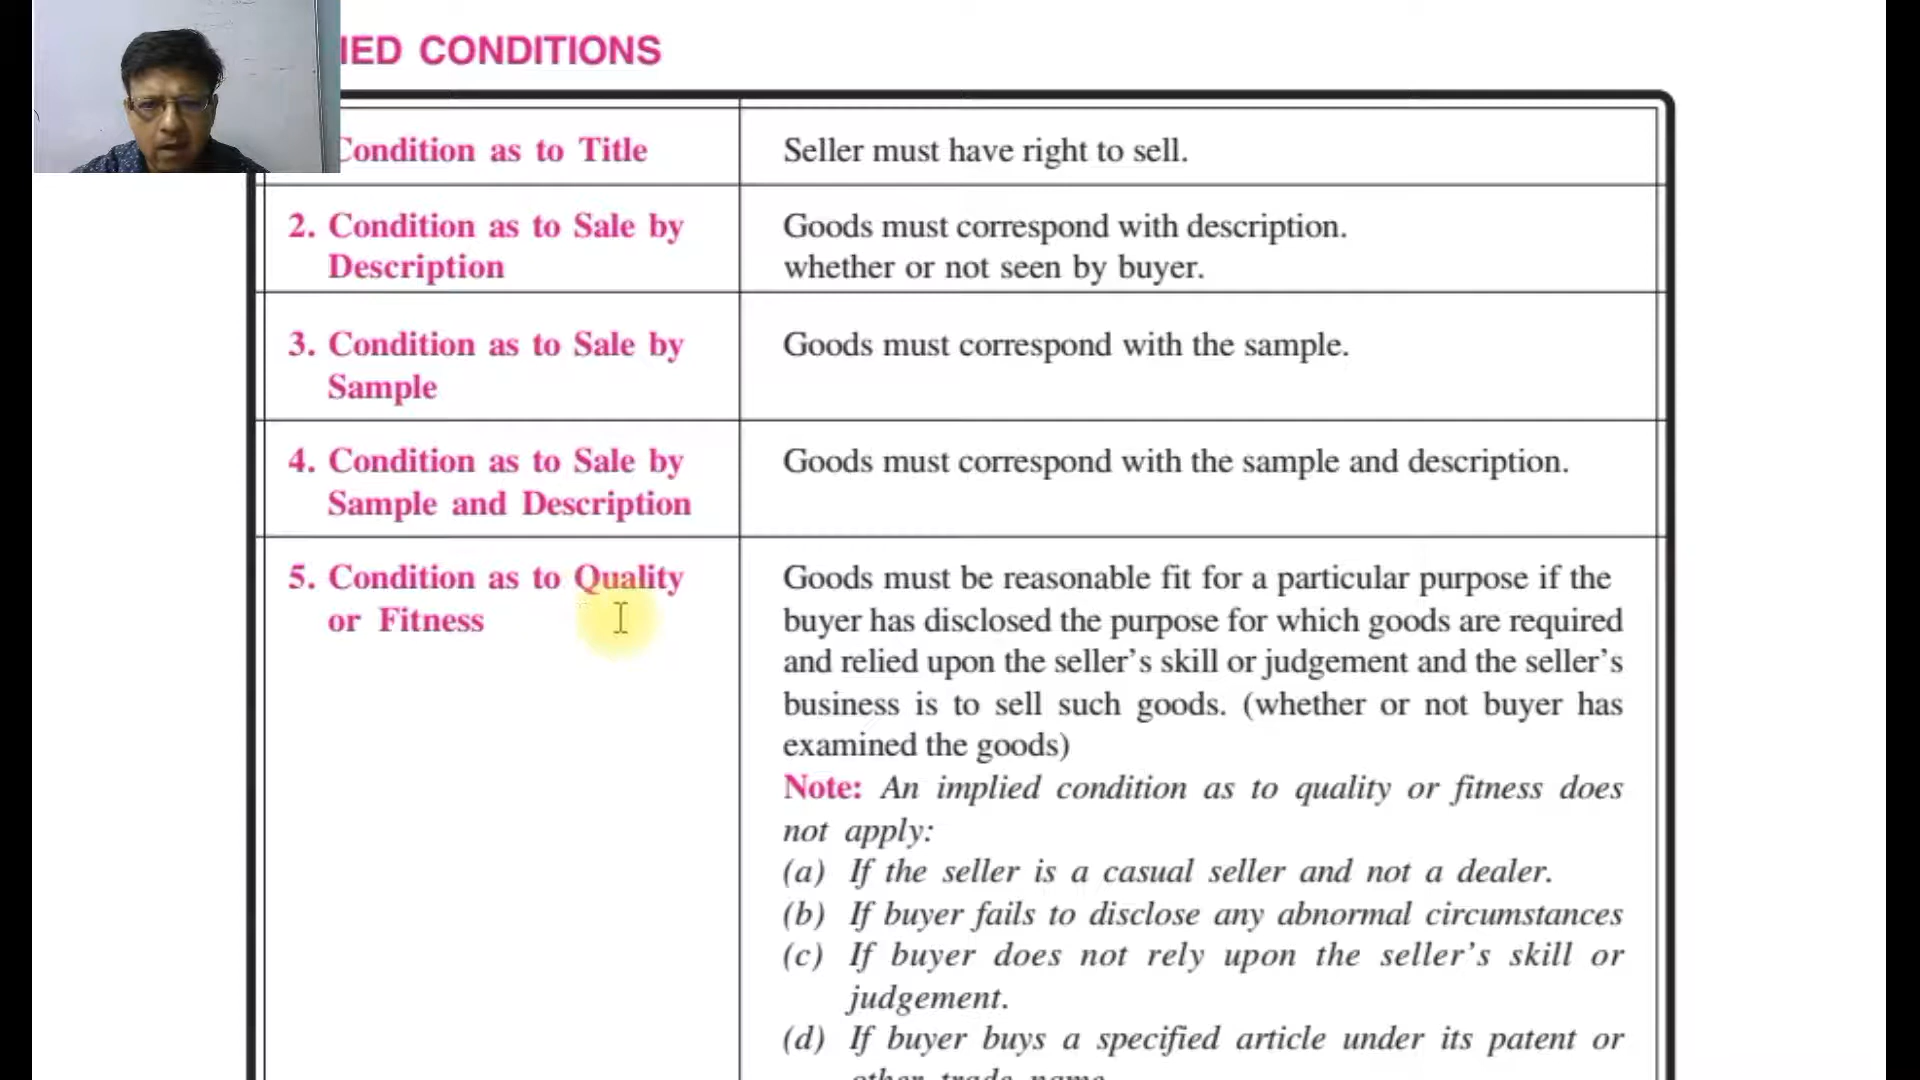 IED CONDITIONS
Condition as to Title
Seller must have right to sell.
2. Condition as to Sale by
Description
Goods must correspond with description.
whether or not seen by buyer.
3. Condition as to Sale by
Sample
Goods must correspond with the sample.
4. Condition as to Sale by
Sample and Description
Goods must correspond with the sample and description.
5. Condition as to Quality
or Fitness
Goods must be reasonable fit for a particular purpose if the
buyer has disclosed the purpose for which goods are required
and relied upon the seller’s skill or judgement and the seller’s
business is to sell such goods. (whether or not buyer has
examined the goods)
Note: An implied condition as to quality or fitness does
not apply:
(a) If the seller is a casual seller and not a dealer.
(b) If buyer fails to disclose any abnormal circumstances
(c) If buyer does not rely upon the seller’s skill or
judgement.
(d) If buyer buys a specified article under its patent or
other trade name